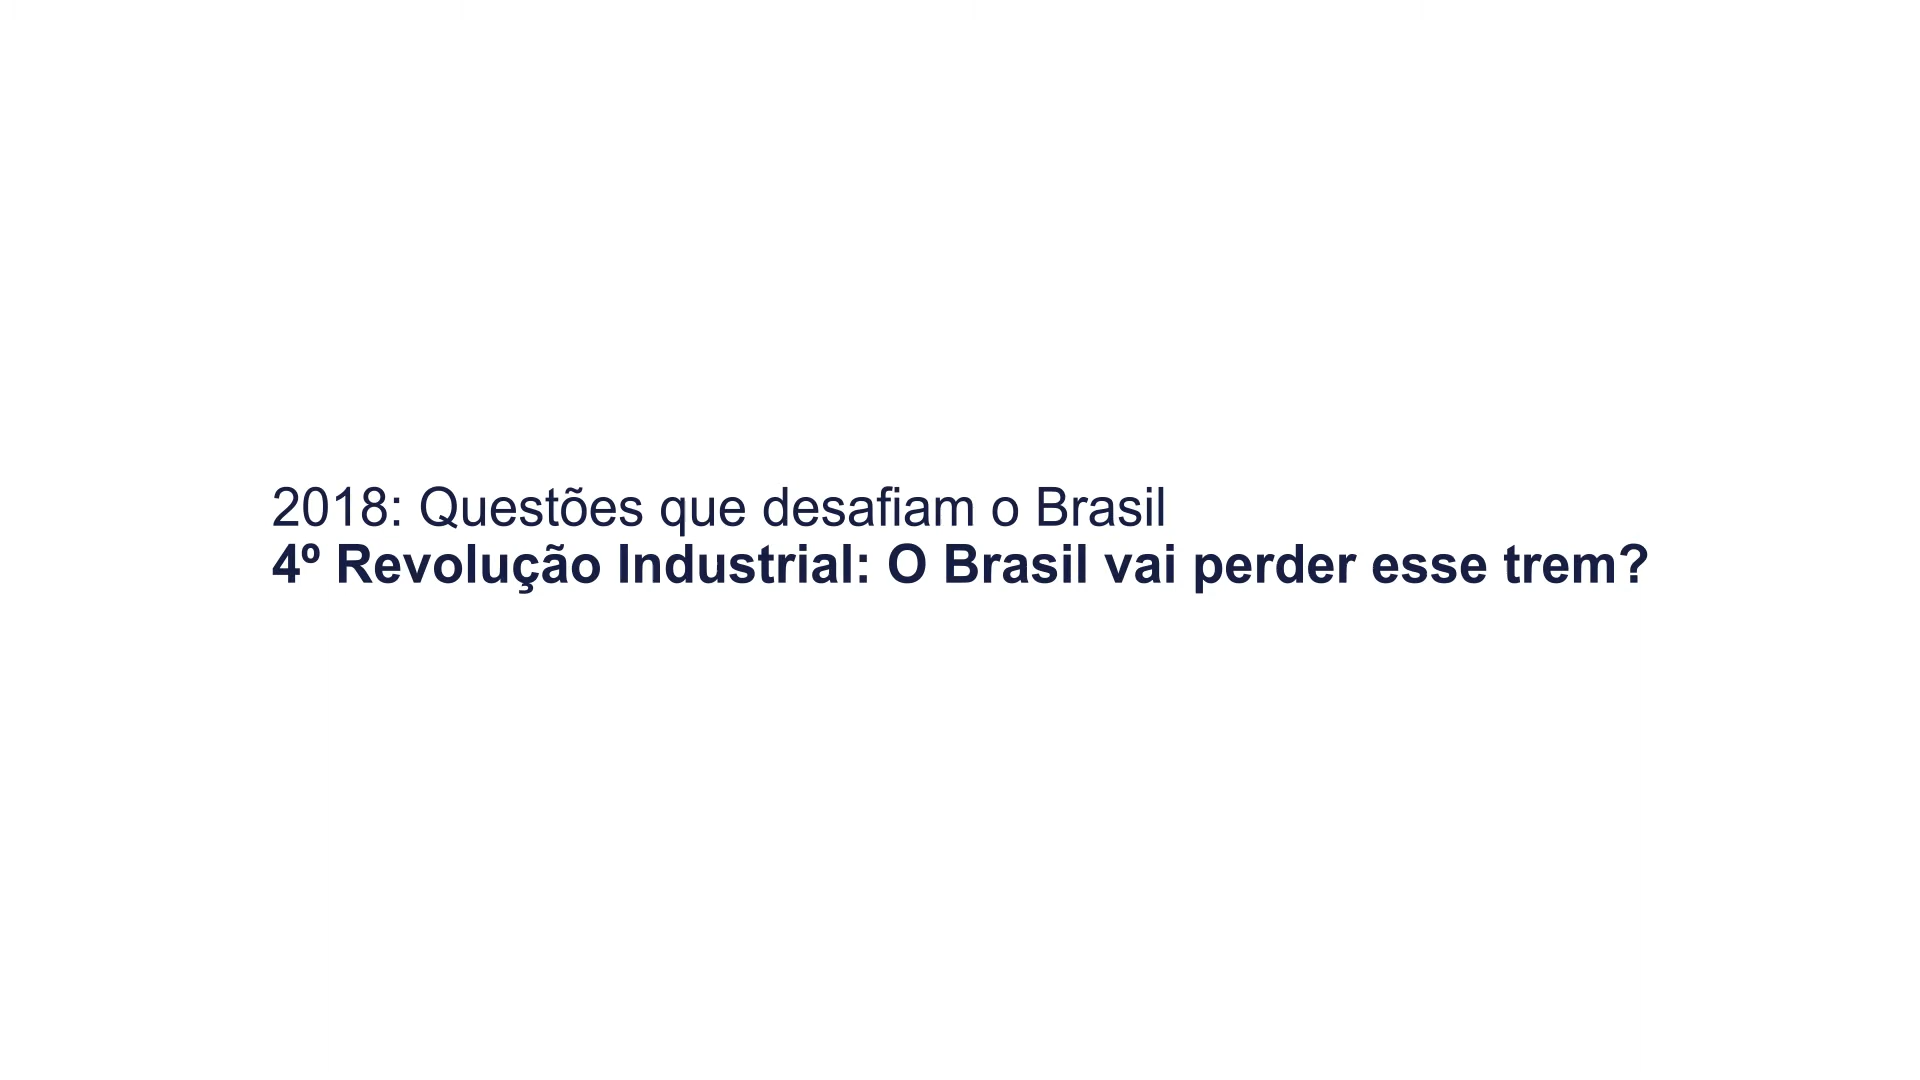 2018: Questões que desafiam o Brasil
4º Revolução Industrial: O Brasil vai perder esse trem?